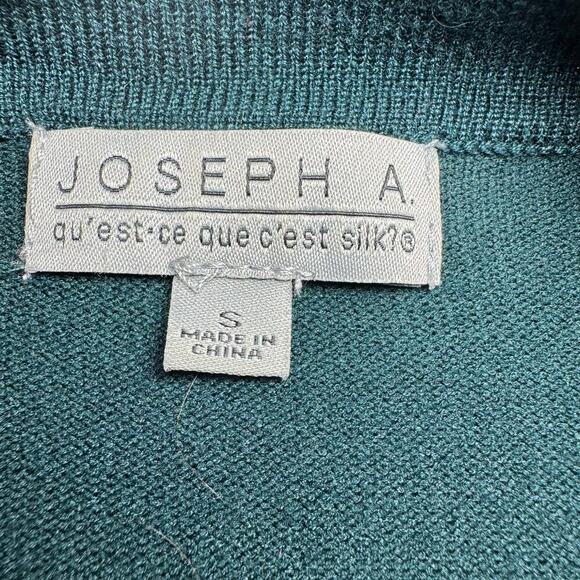 JOSEPH A.
qu'est-ce que c'est silk?®
S
MADE IN
CHINA